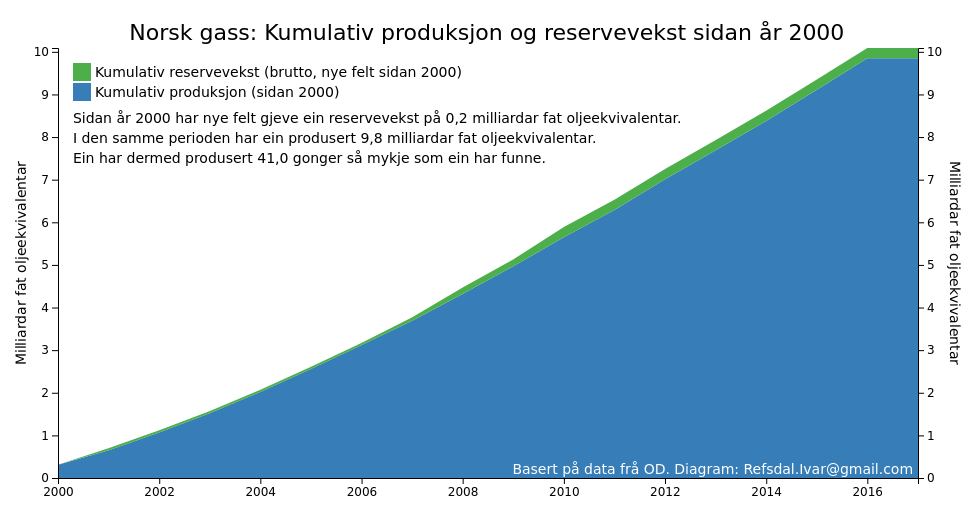 Norsk gass: Kumulativ produksjon og reservevekst sidan år 2000
Kumulativ reservevekst (brutto, nye felt sidan 2000)
Kumulativ produksjon (sidan 2000)
Sidan år 2000 har nye felt gjeve ein reservevekst på 0,2 milliardar fat oljeekvivalentar.
I den samme perioden har ein produsert 9,8 milliardar fat oljeekvivalentar.
Ein har dermed produsert 41,0 gonger så mykje som ein har funne.
Milliardar fat oljeekvivalentar
10
9
8
7
6
5
4
3
2
1
0
10
9
8
7
6
5
4
3
2
1
0
Milliardar fat oljeekvivalentar
Basert på data frå OD. Diagram: Refsdal.Ivar@gmail.com
2000 2002 2004 2006 2008 2010 2012 2014 2016